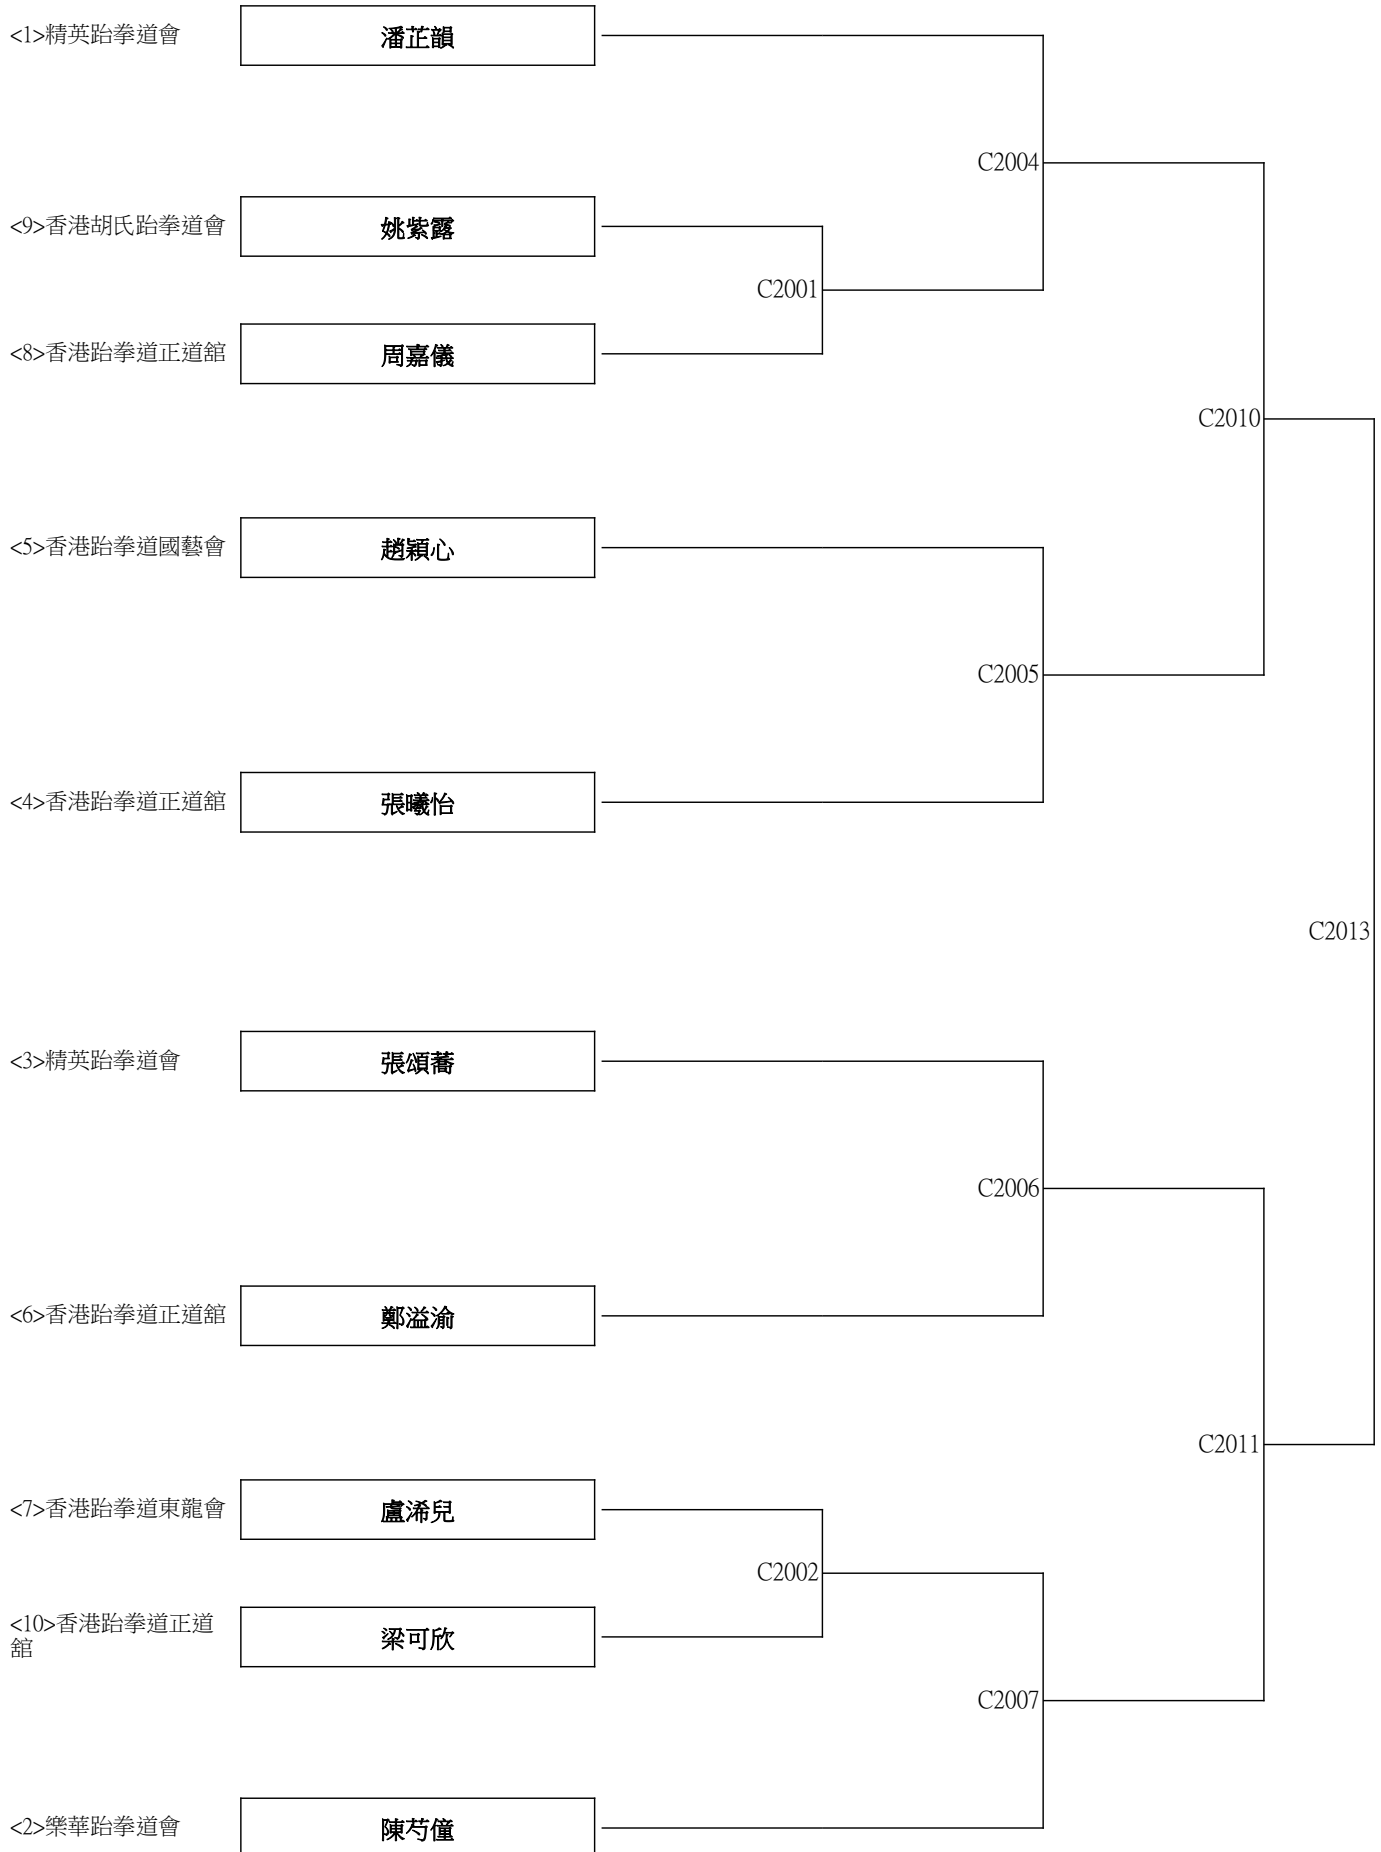 <1>精英跆拳道會
潘芷韻
C2004
<9>香港胡氏跆拳道會
姚紫露
C2001
<8>香港跆拳道正道舘
周嘉儀
C2010
<5>香港跆拳道國藝會
趙穎心
C2005
<4>香港跆拳道正道舘
張曦怡
C2013
<3>精英跆拳道會
張頌蕎
C2006
<6>香港跆拳道正道舘
鄭溢渝
C2011
<7>香港跆拳道東龍會
盧浠兒
C2002
<10>香港跆拳道正道
舘
梁可欣
C2007
<2>樂華跆拳道會
陳芍僮